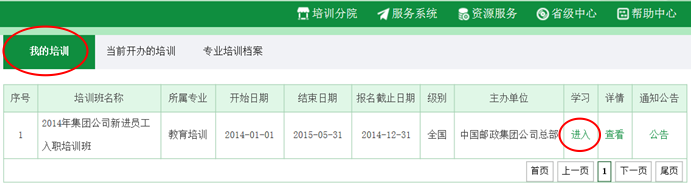 培训分院 服务系统 资源服务 省级中心 帮助中心
我的培训 当前开办的培训 专业培训档案
序号 培训班名称 所属专业 开始日期 结束日期 报名截止日期 级别 主办单位 学习 详情 通知公告
1 2014年集团公司新进员工入职培训班 教育培训 2014-01-01 2015-05-31 2014-12-31 全国 中国邮政集团公司总部 进入 查看 公告
首页 上一页 1 下一页 尾页